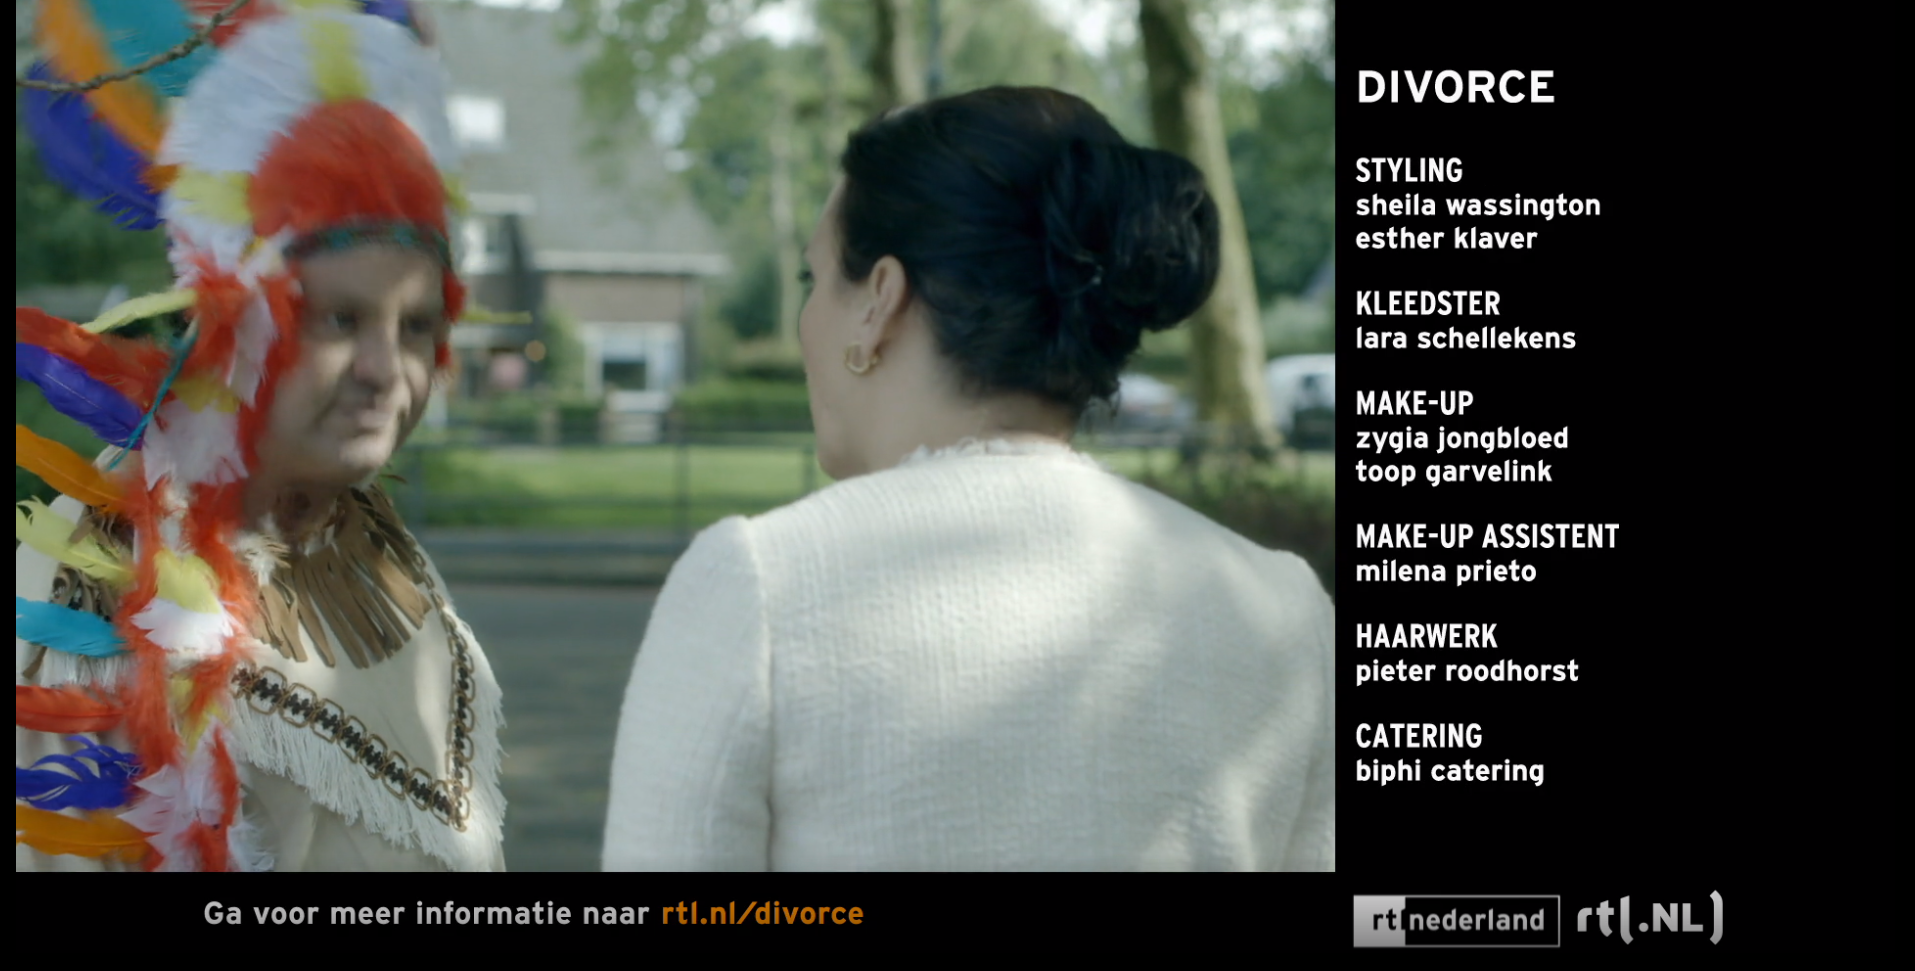 DIVORCE
STYLING
sheila wassington
esther klaver
KLEEDSTER
lara schellekens
MAKE-UP
zygia jongbloed
toop garvelink
MAKE-UP ASSISTENT
milena prieto
HAARWERK
pieter roodhorst
CATERING
biphi catering
Ga voor meer informatie naar rtl.nl/divorce
rtl nederland
rtl.NL